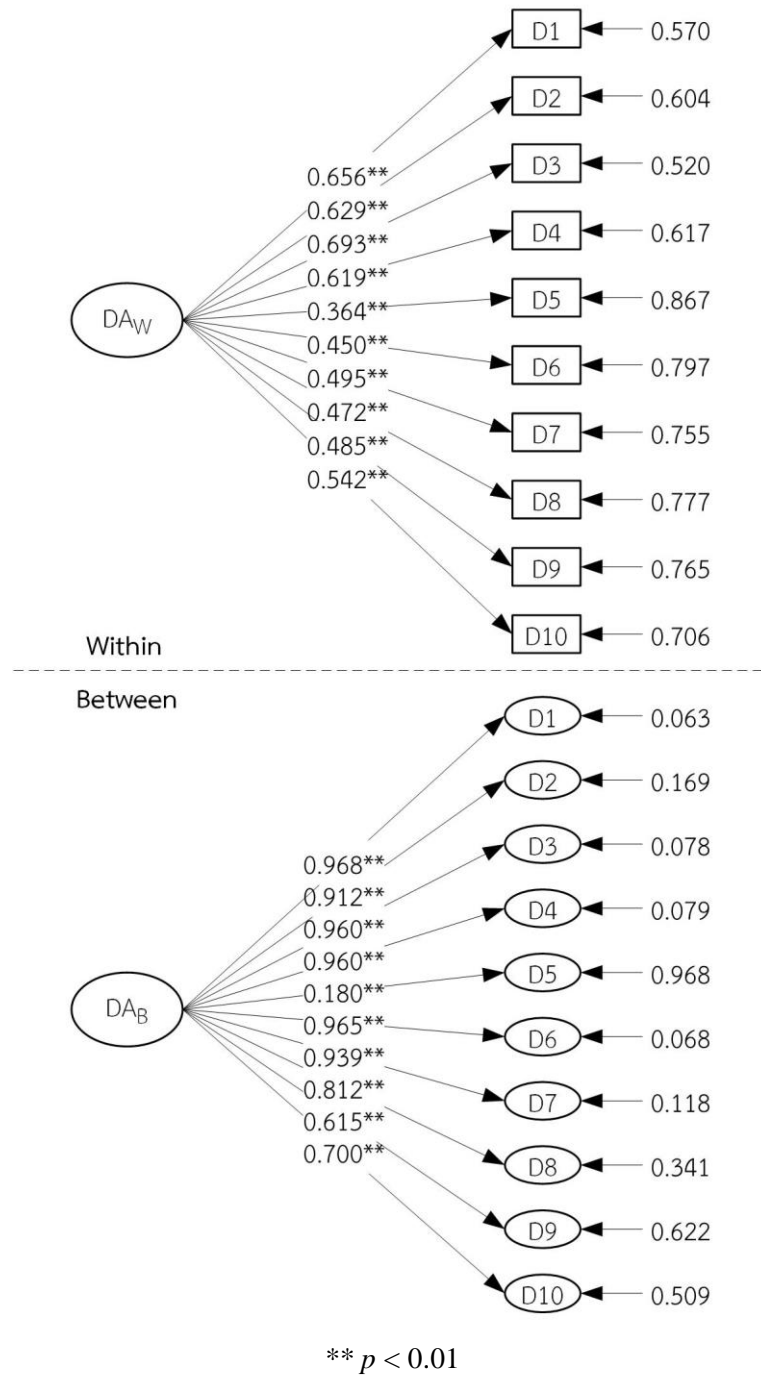 D1 0.570
D2 0.604
D3 0.520
0.656**
0.629**
0.693**
0.619**
0.364**
0.450**
0.495**
0.472**
0.485**
0.542**
D4 0.617
DAW
D5 0.867
D6 0.797
D7 0.755
D8 0.777
D9 0.765
D10 0.706
Within
Between
D1 0.063
D2 0.169
D3 0.078
0.968**
0.912**
0.960**
0.960**
0.180**
0.965**
0.939**
0.812**
0.615**
0.700**
D4 0.079
D5 0.968
DAB
D6 0.068
D7 0.118
D8 0.341
D9 0.622
D10 0.509
** p < 0.01